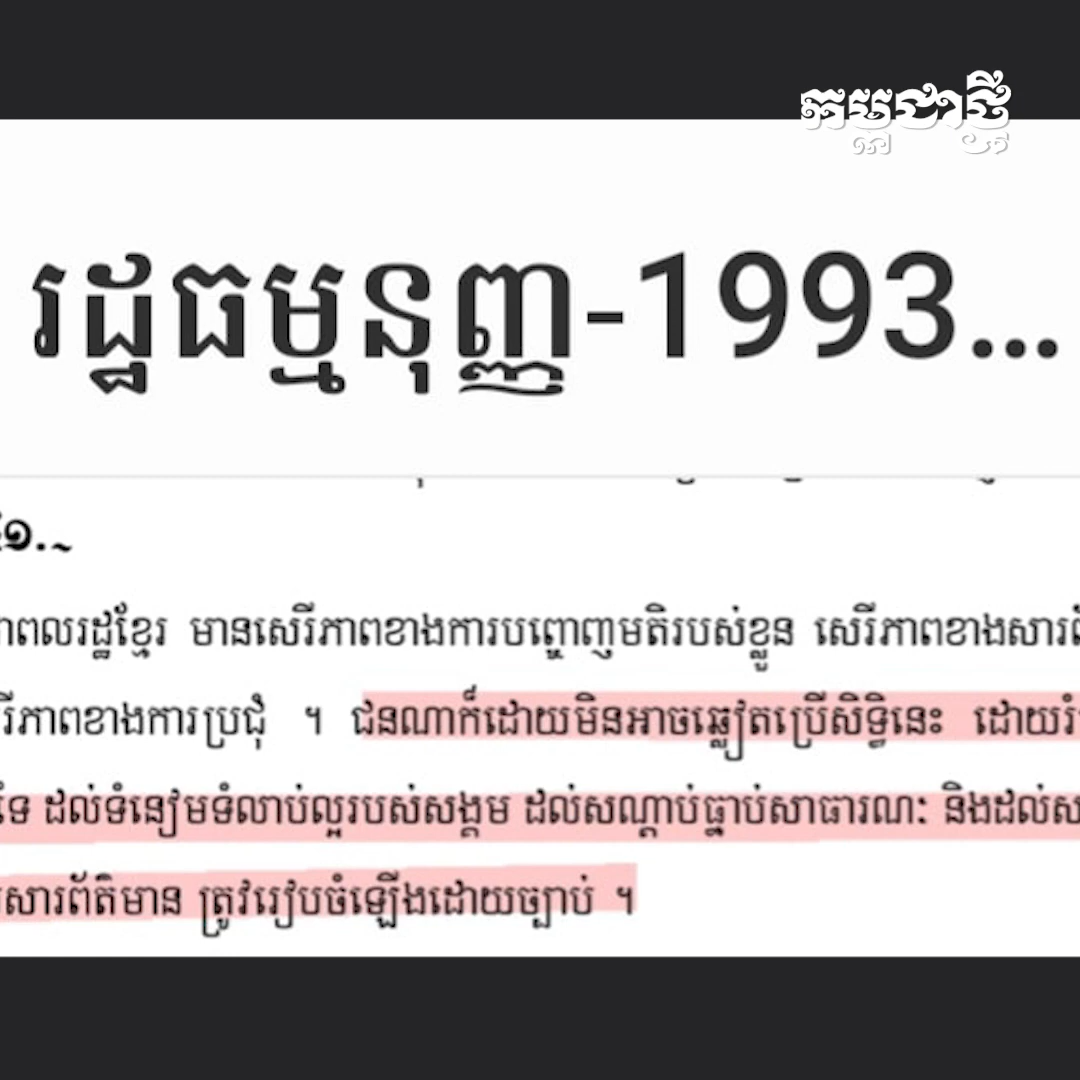 កម្ពុជាថ្មី
រដ្ឋធម្មនុញ្ញ-1993...
១.~
ពលរដ្ឋខ្មែរ មានសេរីភាពខាងការបញ្ចេញមតិរបស់ខ្លួន សេរីភាពខាងសារព័
រីភាពខាងការប្រជុំ ។ ជនណាក៏ដោយមិនអាចឆ្លៀតប្រើសិទ្ធិនេះ ដោយរំ
ទៃ ដល់ទំនៀមទំលាប់ល្អរបស់សង្គម ដល់សណ្តាប់ធ្នាប់សាធារណៈ និងដល់ស
សារព័ត៌មាន ត្រូវរៀបចំឡើងដោយច្បាប់ ។